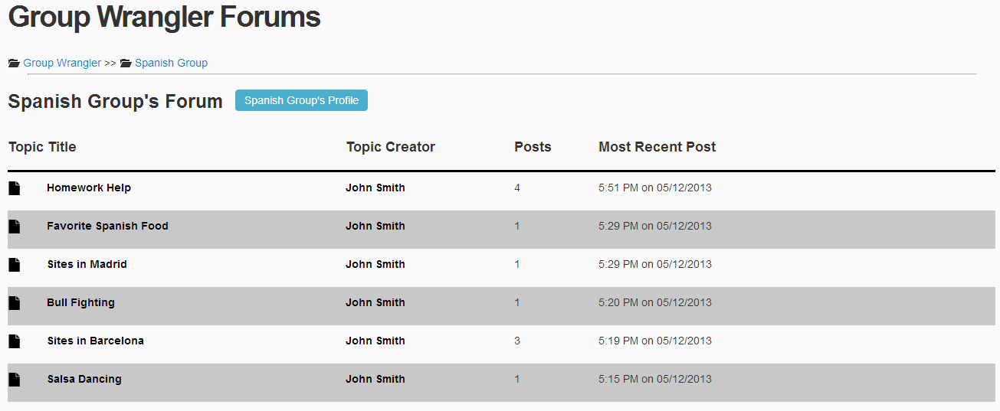 Group Wrangler Forums
Group Wrangler >> Spanish Group
Spanish Group's Forum Spanish Group's Profile
Topic Title Topic Creator Posts Most Recent Post
Homework Help John Smith 4 5:51 PM on 05/12/2013
Favorite Spanish Food John Smith 1 5:29 PM on 05/12/2013
Sites in Madrid John Smith 1 5:29 PM on 05/12/2013
Bull Fighting John Smith 1 5:20 PM on 05/12/2013
Sites in Barcelona John Smith 3 5:19 PM on 05/12/2013
Salsa Dancing John Smith 1 5:15 PM on 05/12/2013